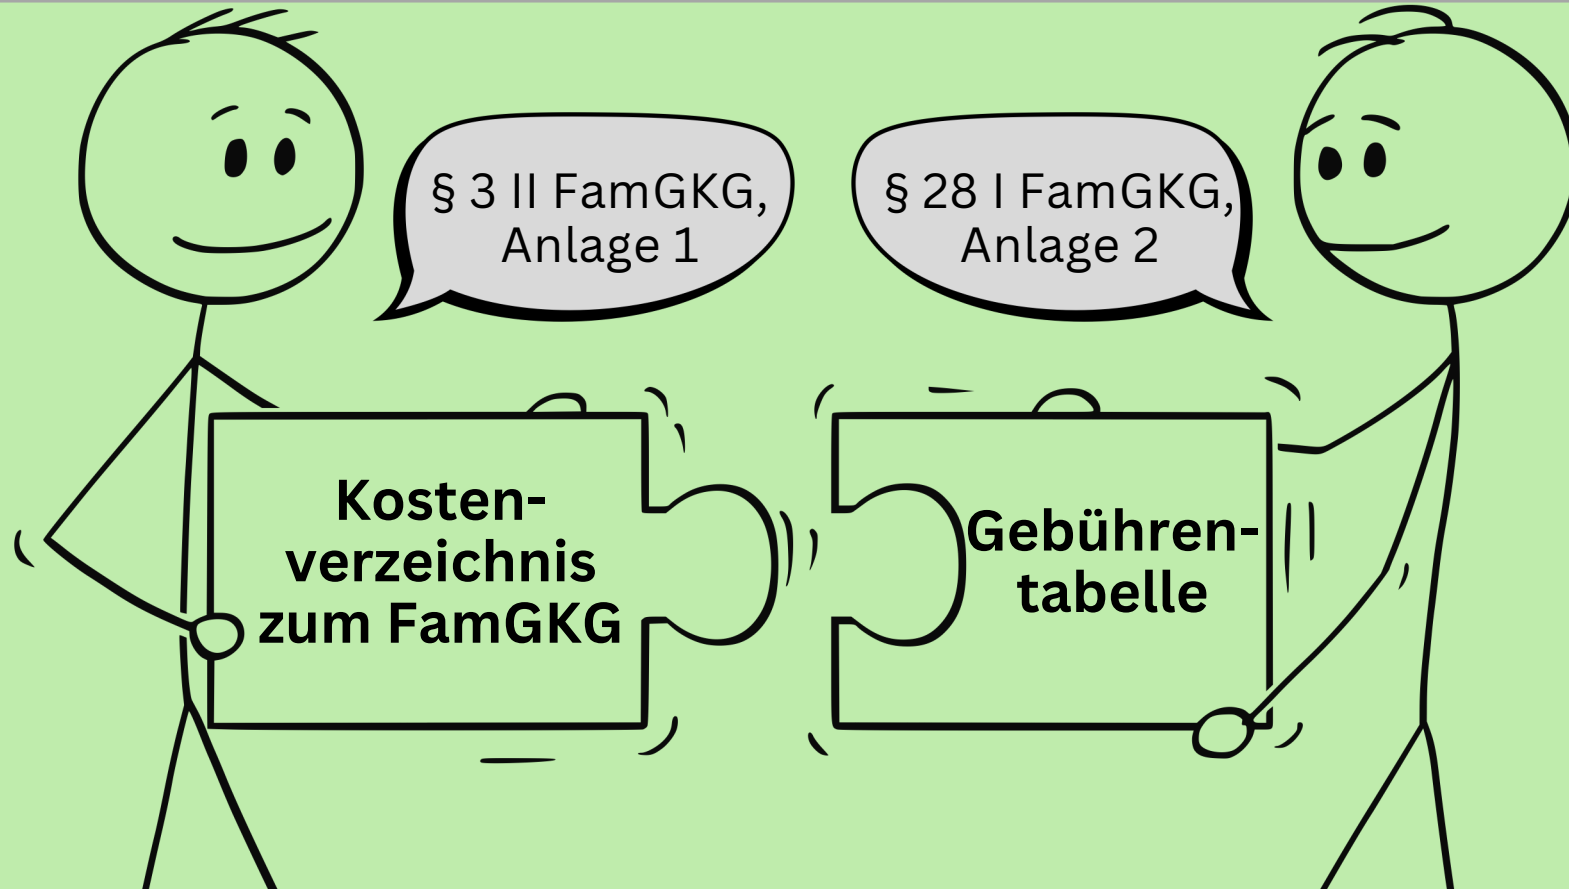 § 3 II FamGKG,
Anlage 1
§ 28 I FamGKG,
Anlage 2
Kosten-
verzeichnis
zum FamGKG
Gebühren-
tabelle